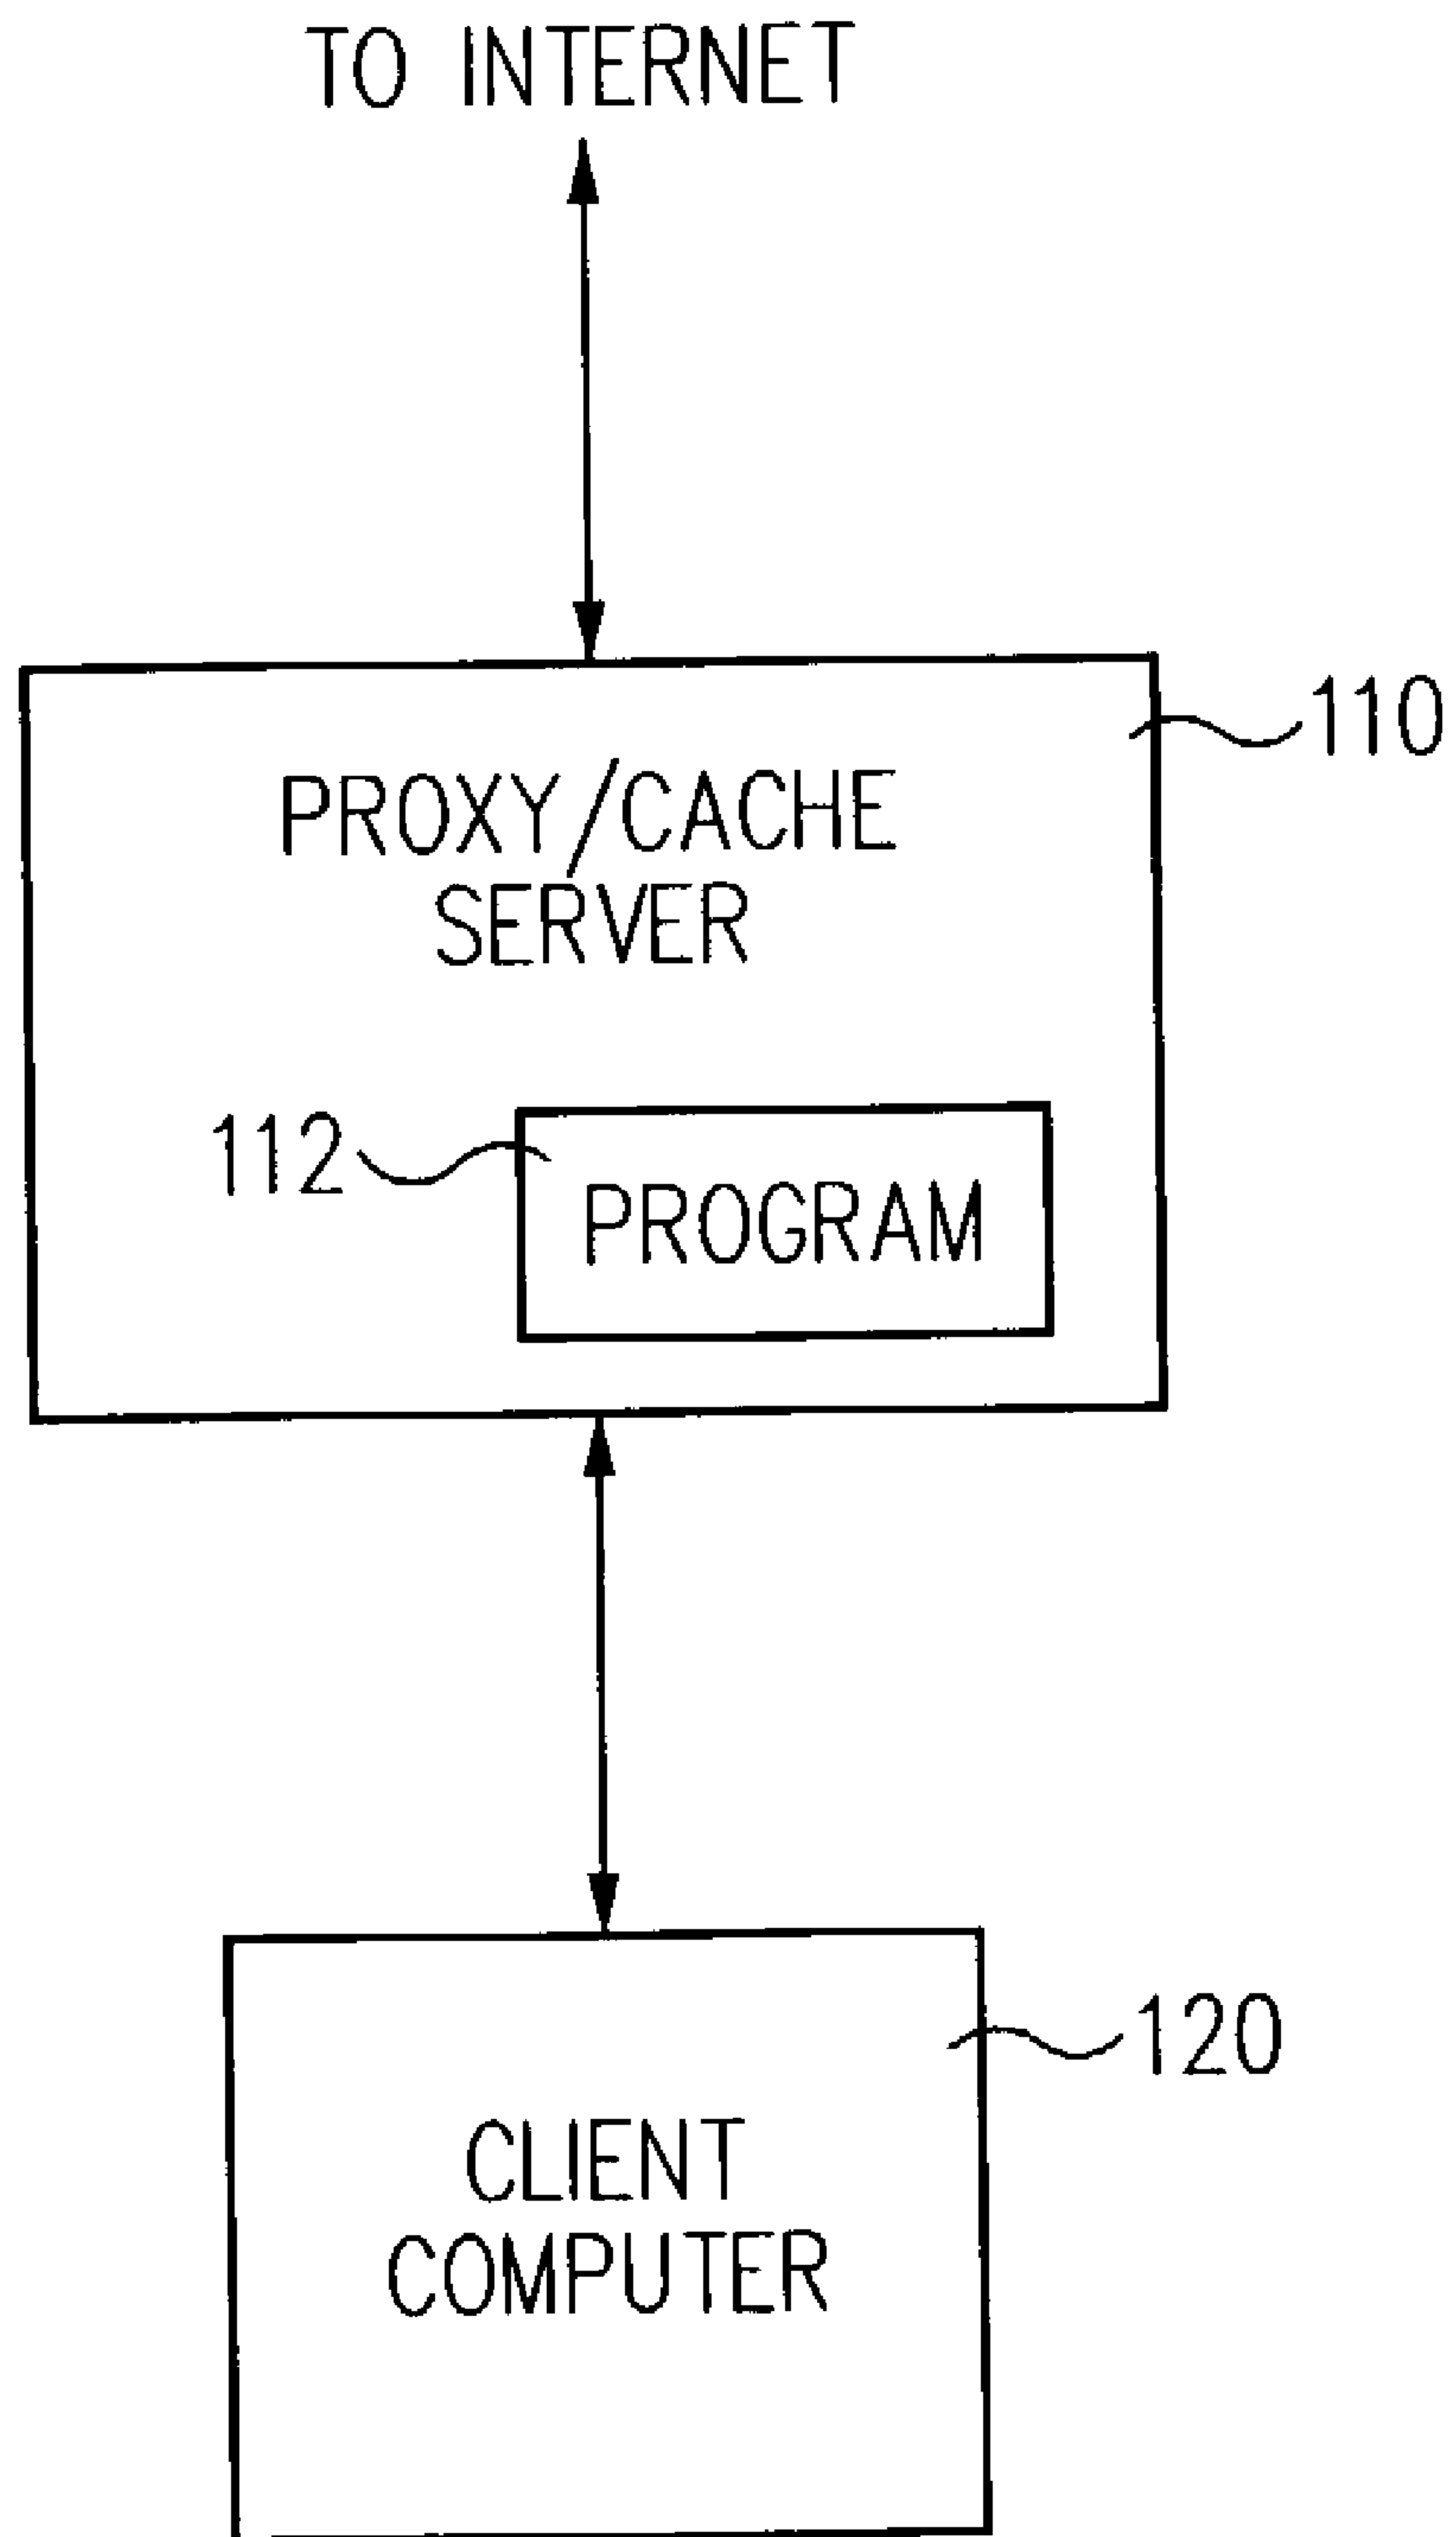 TO INTERNET
110
PROXY/CACHE
SERVER
112
PROGRAM
120
CLIENT
COMPUTER